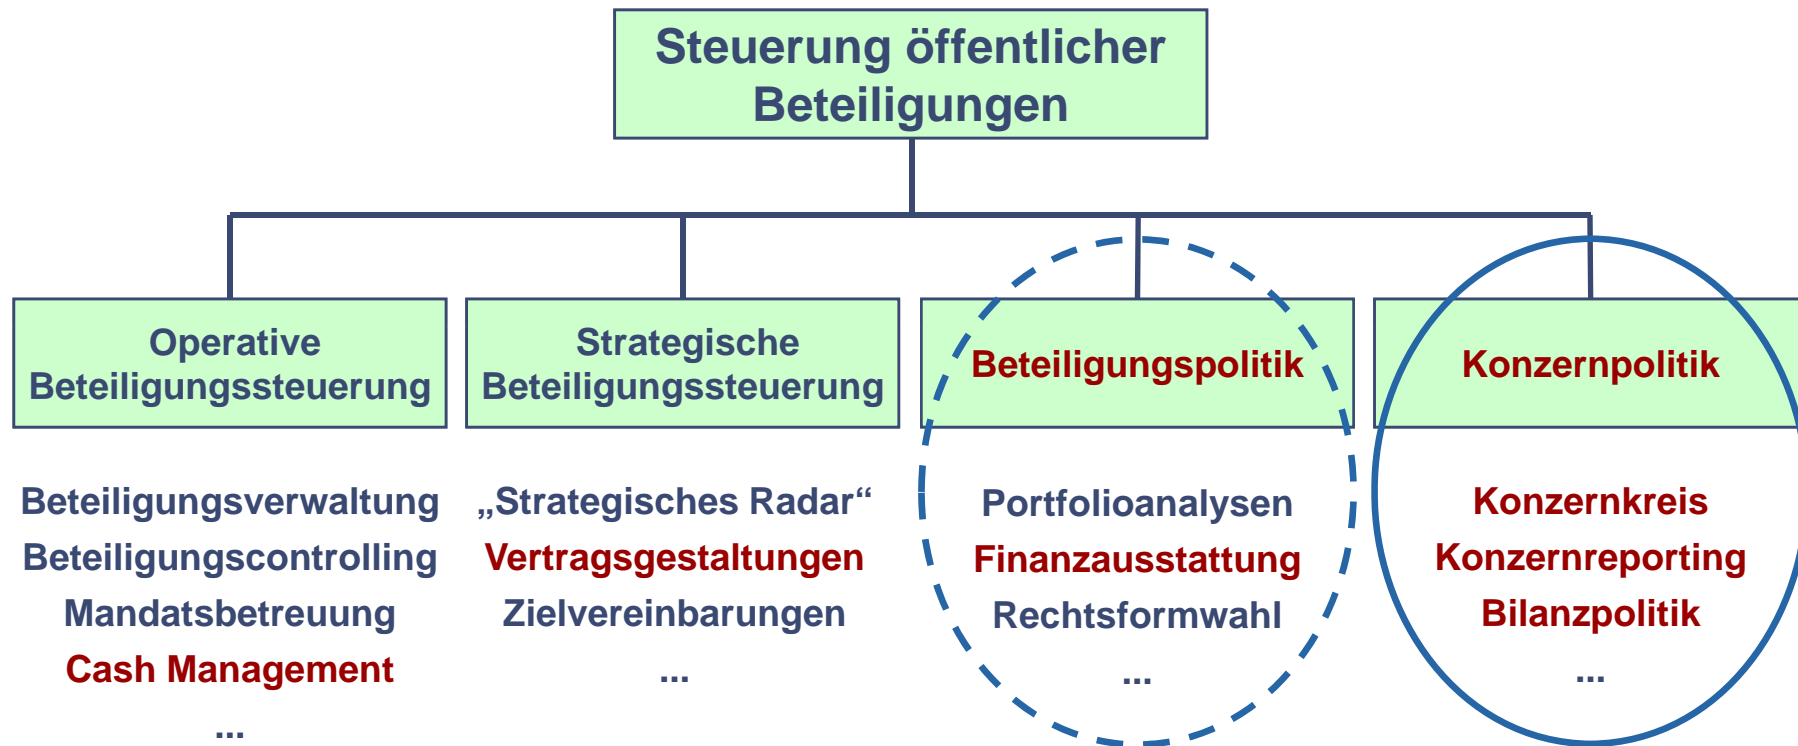 Steuerung öffentlicher
Beteiligungen
Operative
Beteiligungssteuerung
Strategische
Beteiligungssteuerung
Beteiligungspolitik
Konzernpolitik
Beteiligungsverwaltung
Beteiligungscontrolling
Mandatsbetreuung
Cash Management
...
„Strategisches Radar“
Vertragsgestaltungen
Zielvereinbarungen
...
Portfolioanalysen
Finanzausstattung
Rechtsformwahl
...
Konzernkreis
Konzernreporting
Bilanzpolitik
...